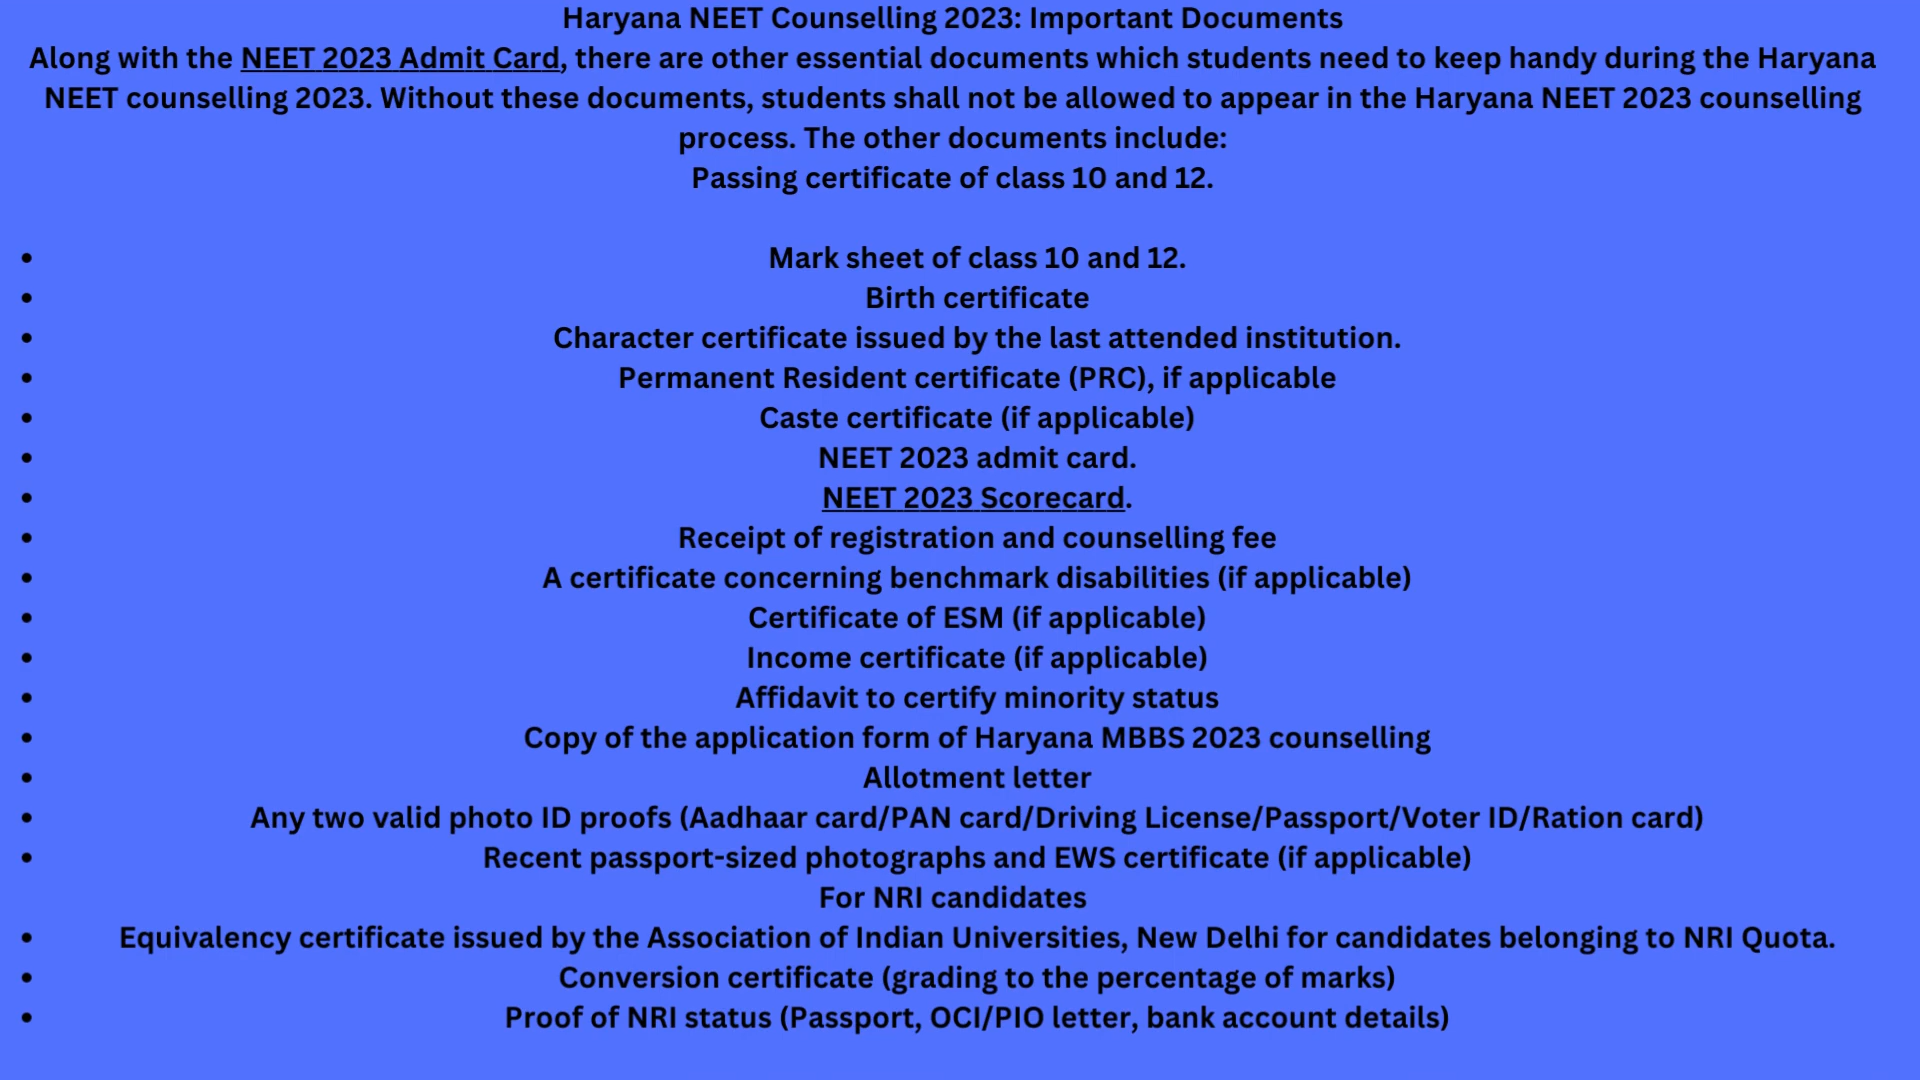 Haryana NEET Counselling 2023: Important Documents
Along with the NEET 2023 Admit Card, there are other essential documents which students need to keep handy during the Haryana
NEET counselling 2023. Without these documents, students shall not be allowed to appear in the Haryana NEET 2023 counselling
process. The other documents include:
Passing certificate of class 10 and 12.
• Mark sheet of class 10 and 12.
• Birth certificate
• Character certificate issued by the last attended institution.
• Permanent Resident certificate (PRC), if applicable
• Caste certificate (if applicable)
• NEET 2023 admit card.
• NEET 2023 Scorecard.
• Receipt of registration and counselling fee
• A certificate concerning benchmark disabilities (if applicable)
• Certificate of ESM (if applicable)
• Income certificate (if applicable)
• Affidavit to certify minority status
• Copy of the application form of Haryana MBBS 2023 counselling
• Allotment letter
• Any two valid photo ID proofs (Aadhaar card/PAN card/Driving License/Passport/Voter ID/Ration card)
• Recent passport-sized photographs and EWS certificate (if applicable)
For NRI candidates
• Equivalency certificate issued by the Association of Indian Universities, New Delhi for candidates belonging to NRI Quota.
• Conversion certificate (grading to the percentage of marks)
• Proof of NRI status (Passport, OCI/PIO letter, bank account details)